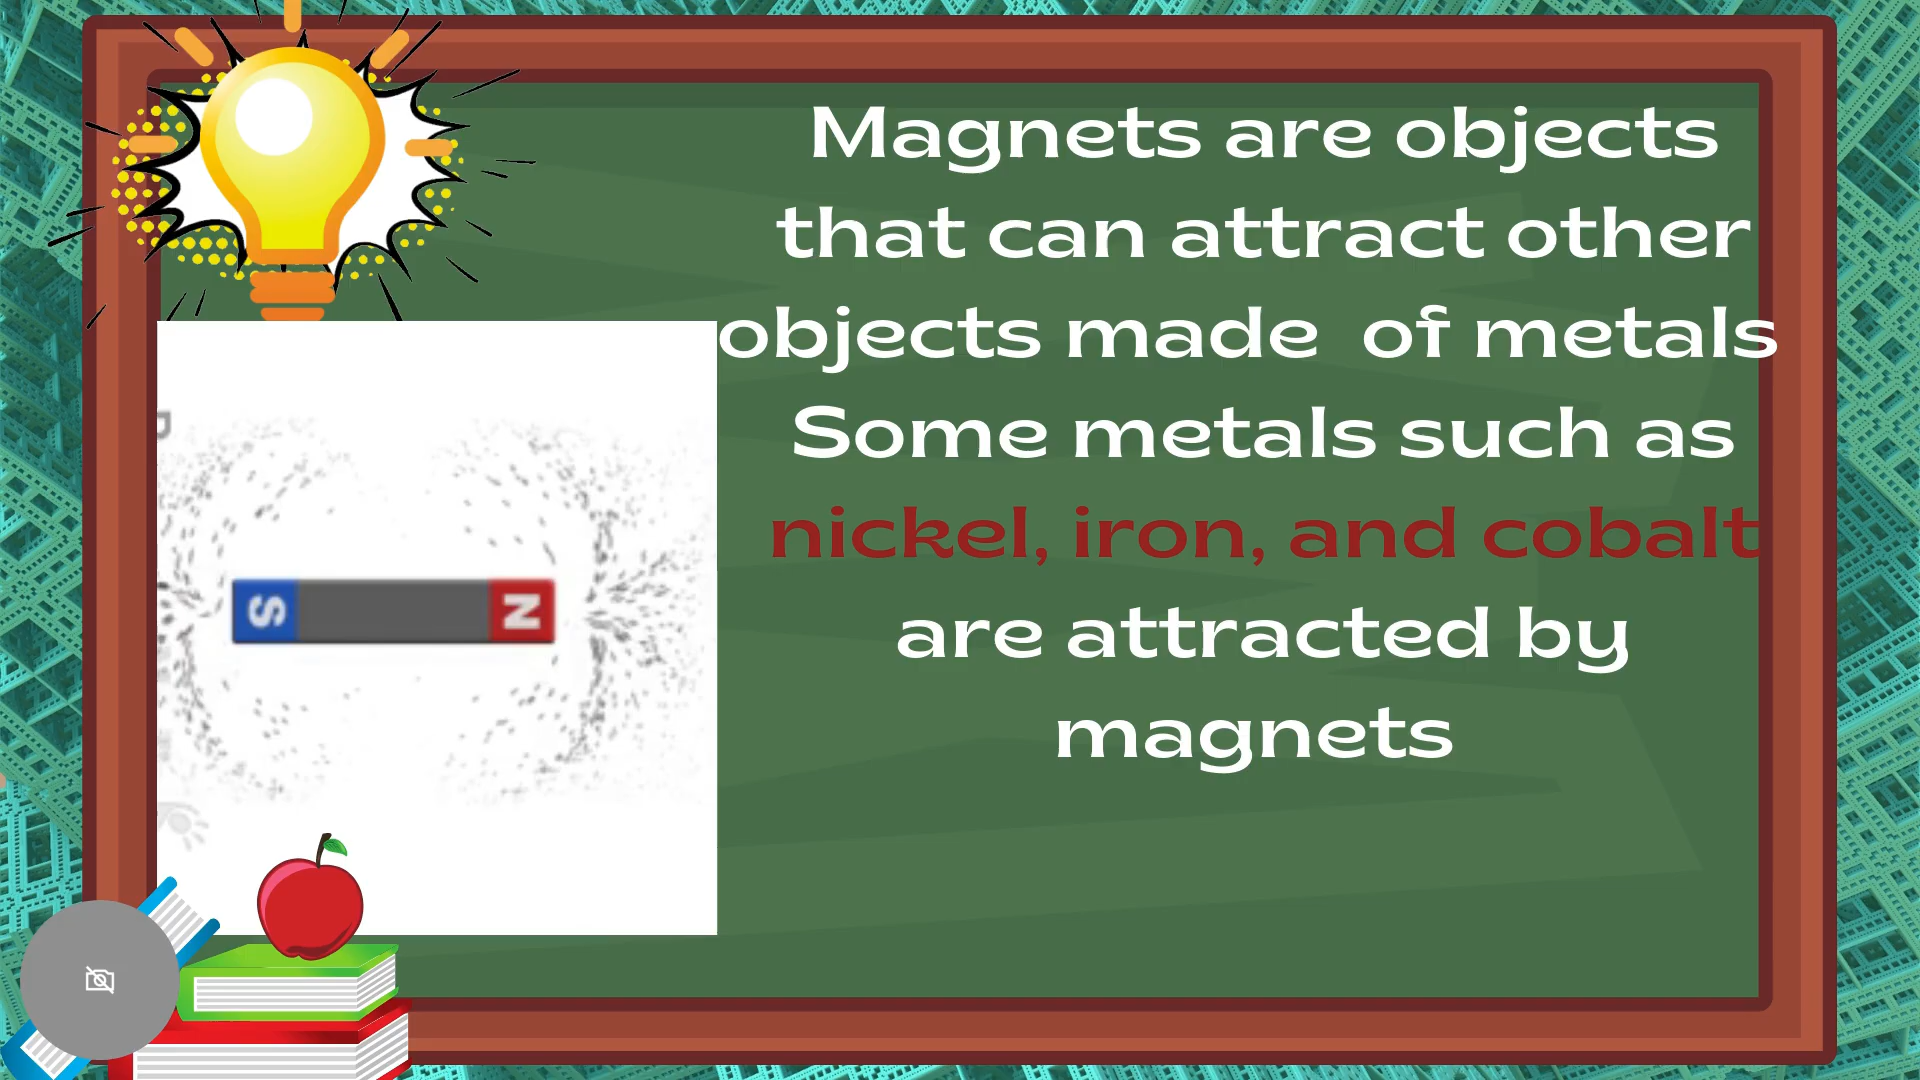 Magnets are objects
that can attract other
objects made of metals
Some metals such as
nickel, iron, and cobalt
are attracted by
magnets
S
N